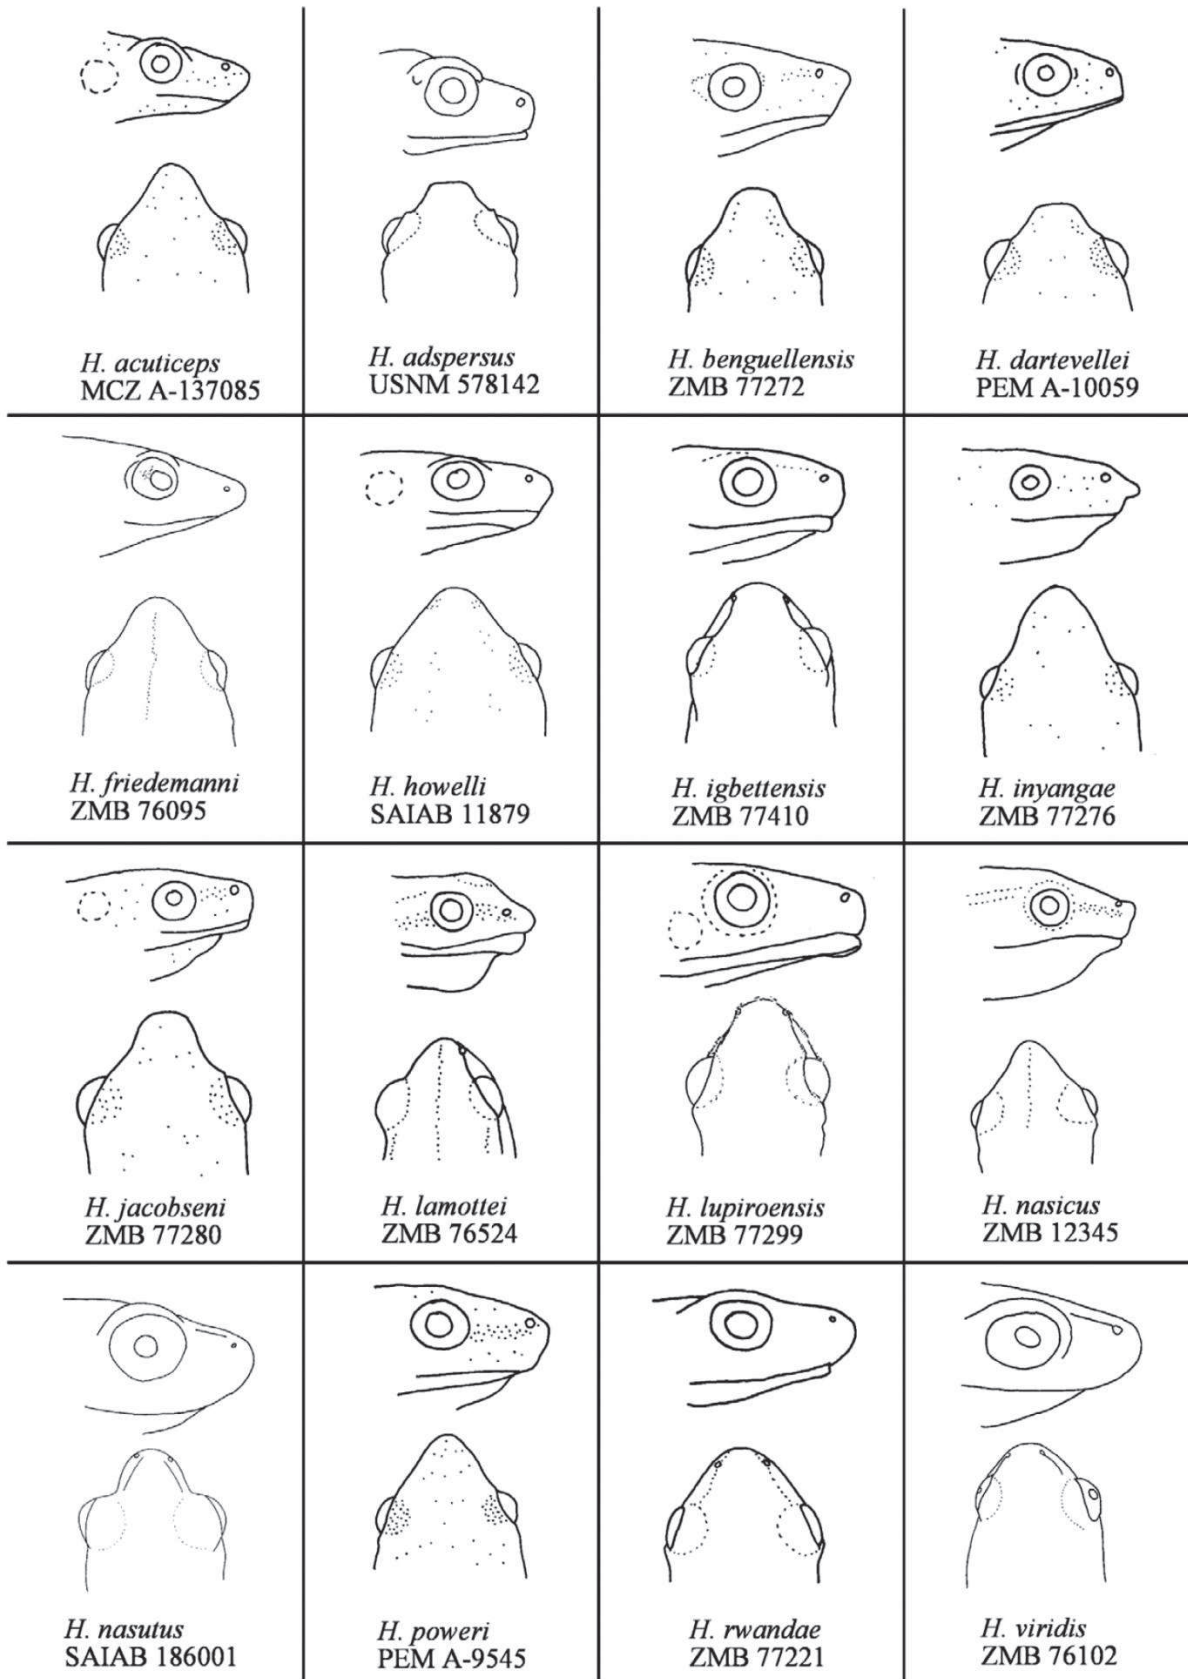 H. acuticeps
MCZ A-137085
H. adspersus
USNM 578142
H. benguellensis
ZMB 77272
H. dartevellei
PEM A-10059
H. friedemanni
ZMB 76095
H. howelli
SAIAB 11879
H. igbettensis
ZMB 77410
H. inyangae
ZMB 77276
H. jacobseni
ZMB 77280
H. lamottei
ZMB 76524
H. lupiroensis
ZMB 77299
H. nasicus
ZMB 12345
H. nasutus
SAIAB 186001
H. poweri
PEM A-9545
H. rwandae
ZMB 77221
H. viridis
ZMB 76102